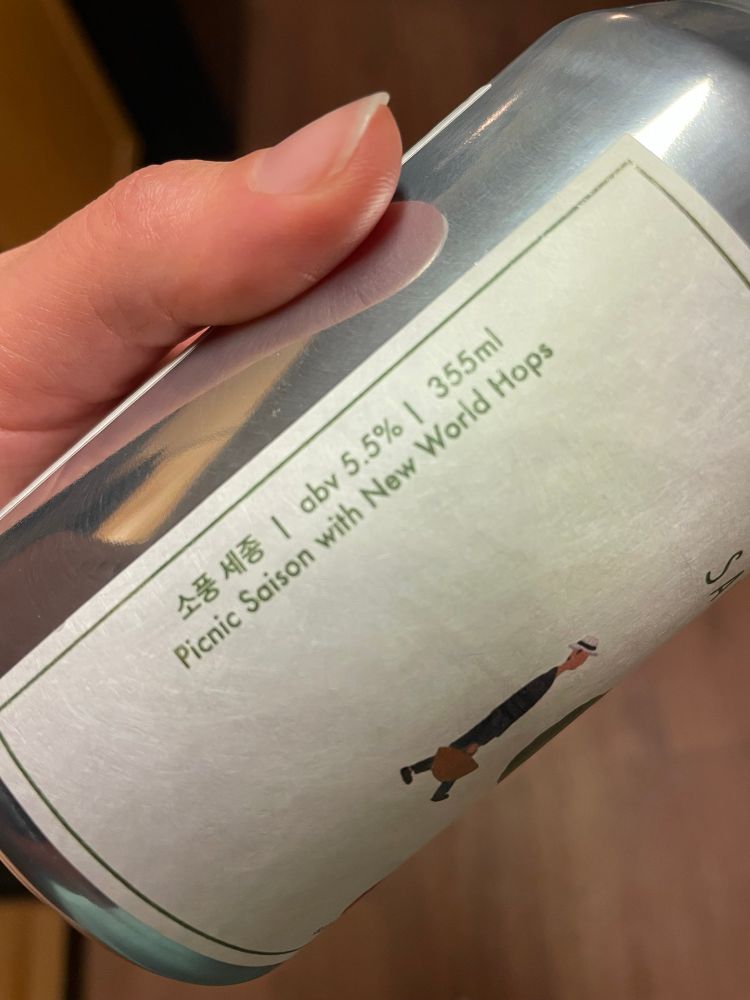 소풍 세종 | abv 5.5% | 355ml
Picnic Saison with New World Hops